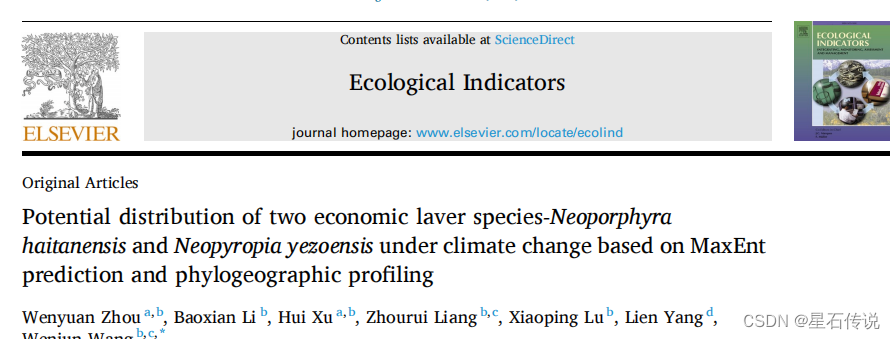 Contents lists available at ScienceDirect
Ecological Indicators
journal homepage: www.elsevier.com/locate/ecolind
ELSEVIER
ECOLOGICAL
INDICATORS
Original Articles
Potential distribution of two economic laver species-Neoporphyra
haitanensis and Neopyropia yezoensis under climate change based on MaxEnt
prediction and phylogeographic profiling
Wenyuan Zhou a,b, Baoxian Li b, Hui Xu a,b, Zhourui Liang b,c, Xiaoping Lu b, Lien Yang d,
Wenjun Wang b,c,*
CSDN @星石传说